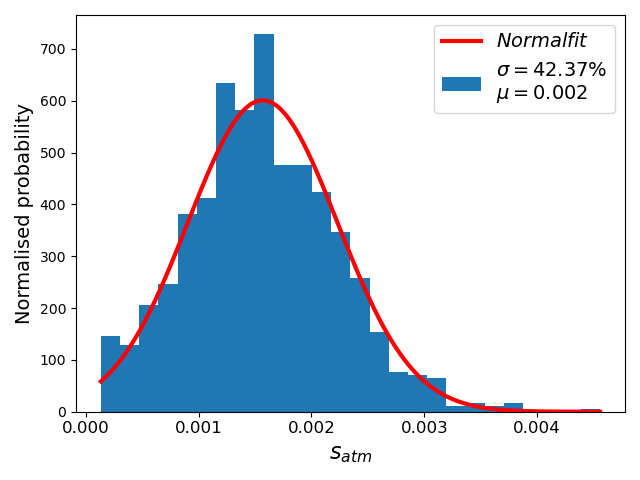 Normalfit
σ = 42.37%
μ = 0.002
700
600
500
400
300
200
100
0
Normalised probability
0.000 0.001 0.002 0.003 0.004
s_atm